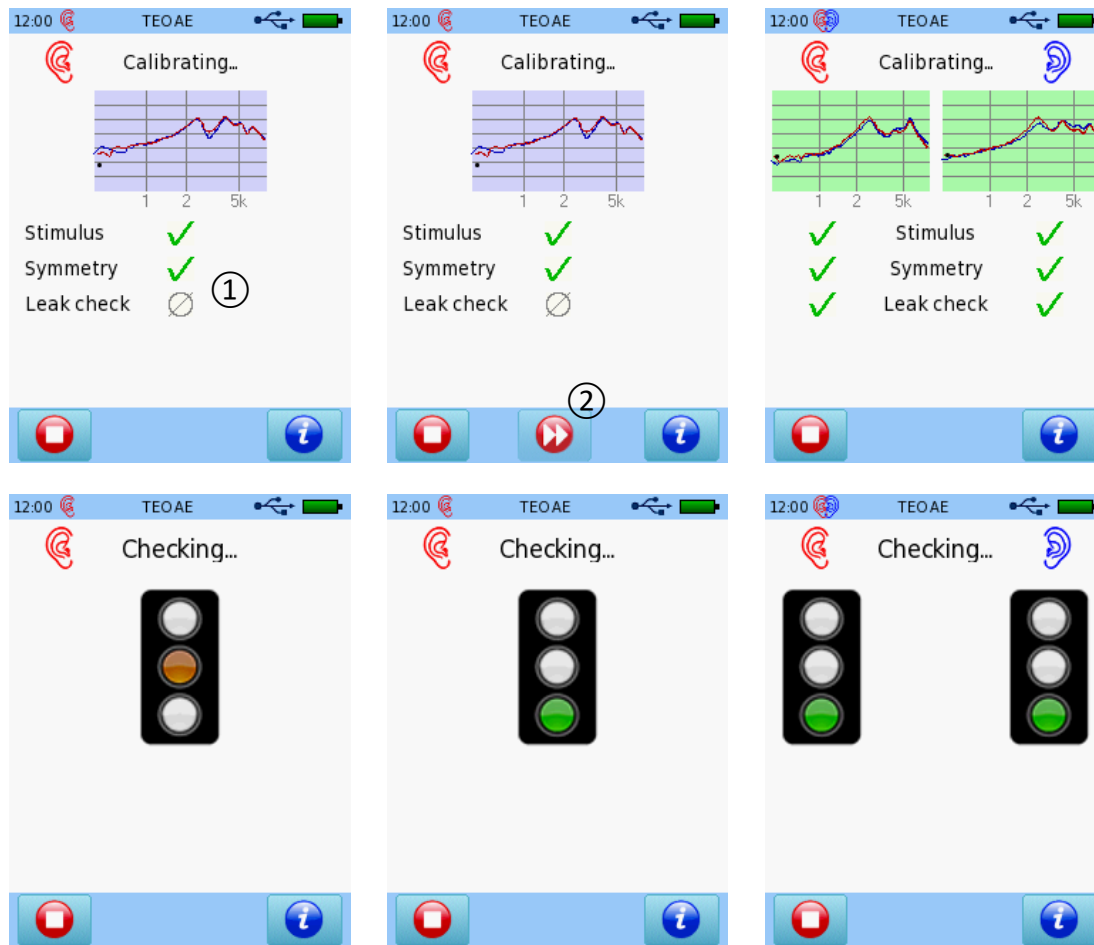 12:00 TEOAE
Calibrating...
1 2 5k
Stimulus
Symmetry
Leak check
①
12:00 TEOAE
Calibrating...
1 2 5k
Stimulus
Symmetry
Leak check
②
12:00 TEOAE
Calibrating...
1 2 5k 1 2 5k
Stimulus
Symmetry
Leak check
12:00 TEOAE
Checking...
12:00 TEOAE
Checking...
12:00 TEOAE
Checking...